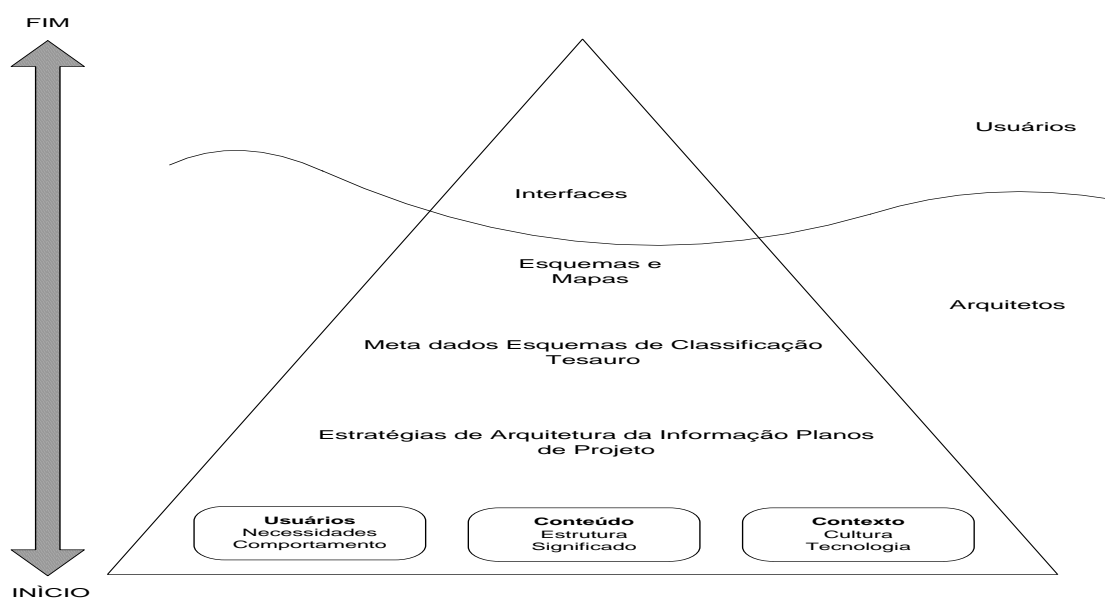 FIM
Usuários
Interfaces
Esquemas e
Mapas
Arquitetos
Meta dados Esquemas de Classificação
Tesauro
Estratégias de Arquitetura da Informação Planos
de Projeto
Usuários
Necessidades
Comportamento
Conteúdo
Estrutura
Significado
Contexto
Cultura
Tecnologia
INÌCIO